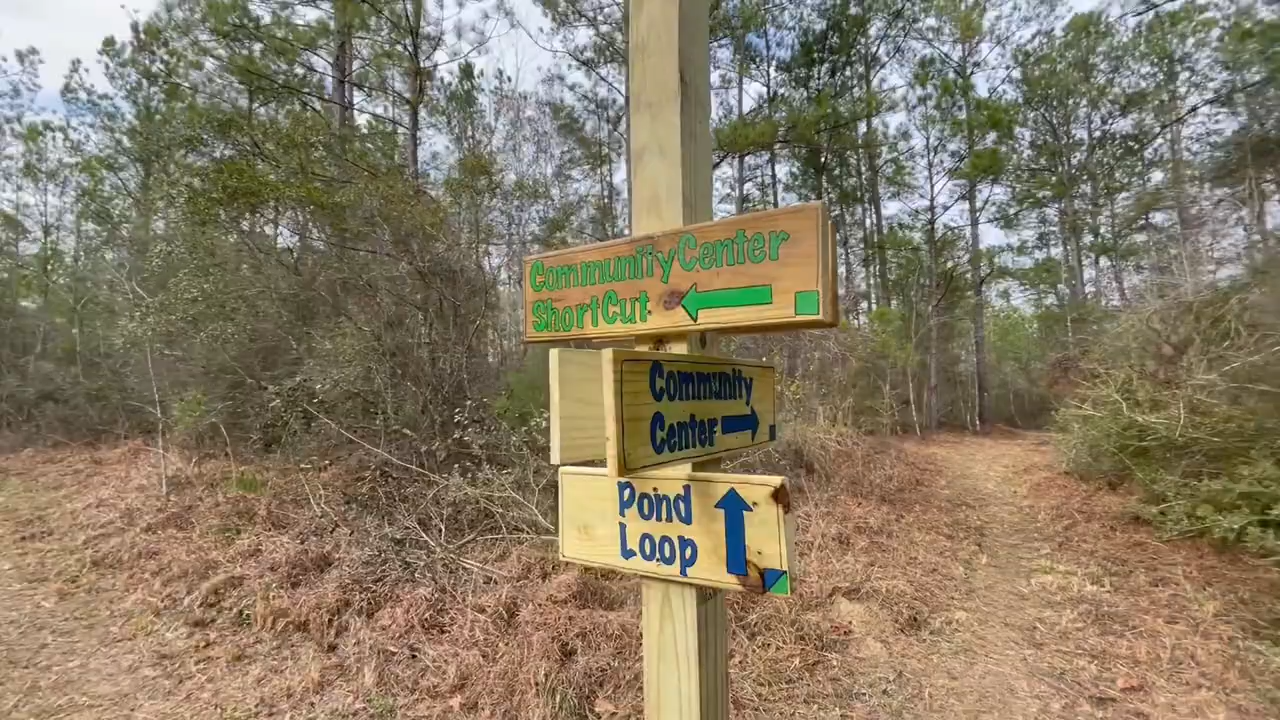 Community Center
Short Cut
Community
Center
Pond
Loop